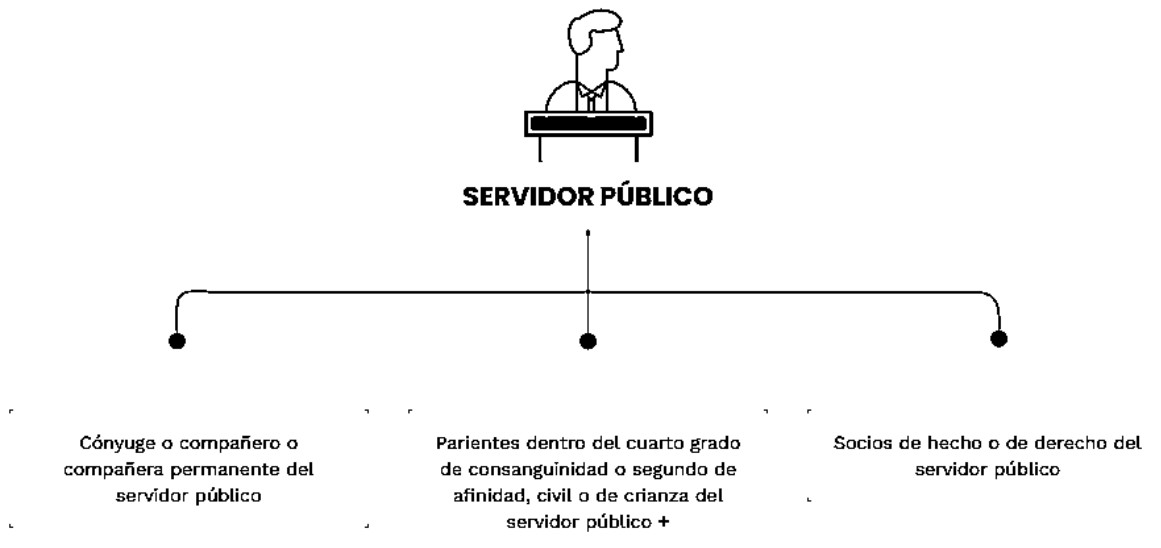 SERVIDOR PÚBLICO
Cónyuge o compañero o
compañera permanente del
servidor público
Parientes dentro del cuarto grado
de consanguinidad o segundo de
afinidad, civil o de crianza del
servidor público +
Socios de hecho o de derecho del
servidor público